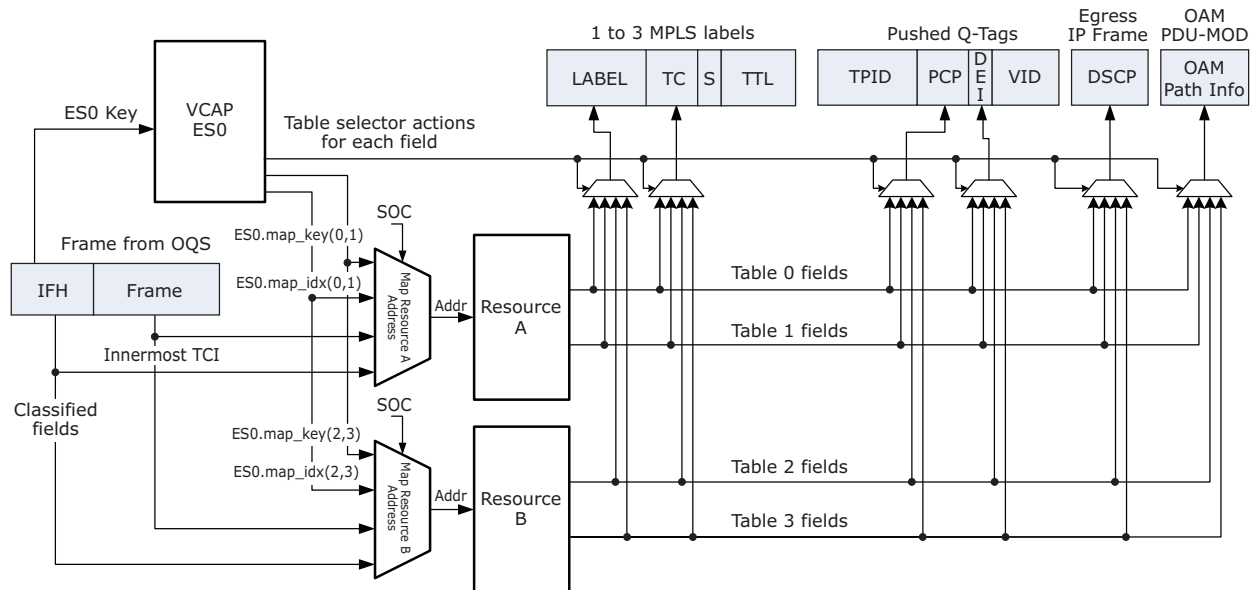 1 to 3 MPLS labels
Pushed Q-Tags
Egress
IP Frame
OAM
PDU-MOD
LABEL
TC
S
TTL
TPID
PCP
DEI
VID
DSCP
OAM
Path Info
ES0 Key
VCAP
ES0
Table selector actions
for each field
SOC
ES0.map_key(0,1)
Frame from OQS
IFH
Frame
ES0.map_idx(0,1)
Map Resource A
Address
Addr
Resource
A
Table 0 fields
Table 1 fields
Innermost TCI
Classified
fields
SOC
ES0.map_key(2,3)
ES0.map_idx(2,3)
Map Resource B
Address
Addr
Resource
B
Table 2 fields
Table 3 fields